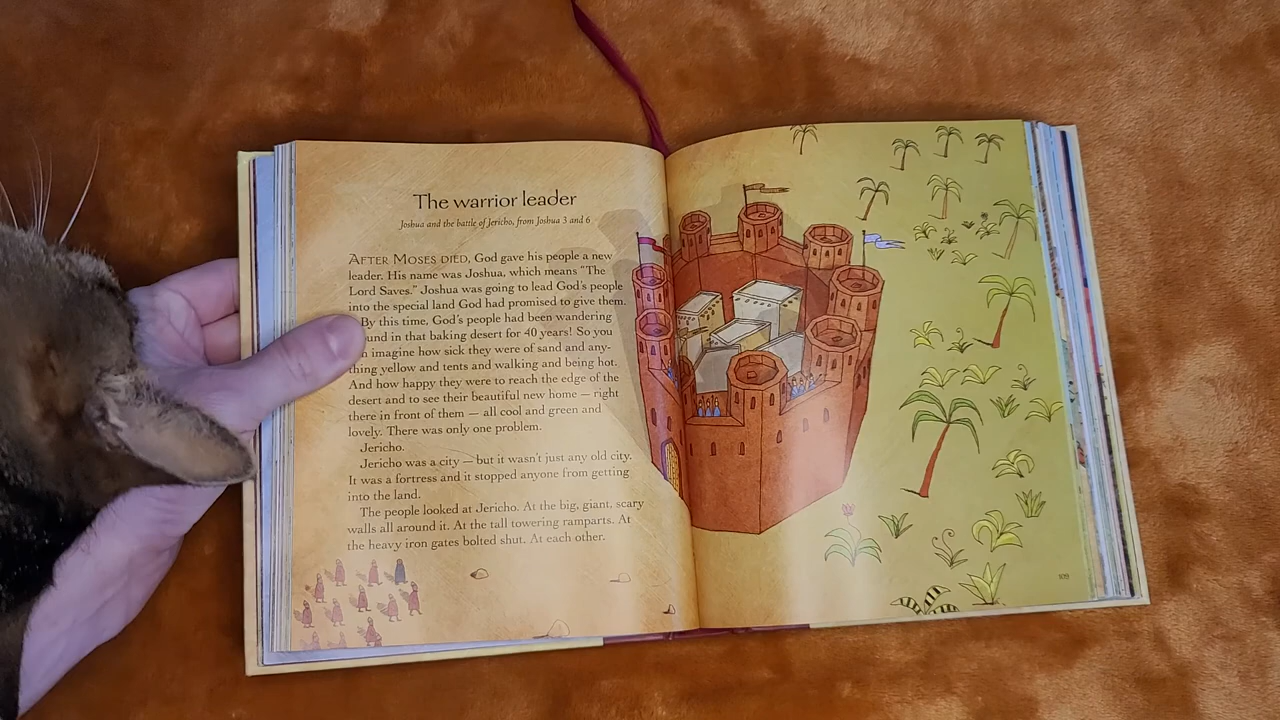 The warrior leader
Joshua and the battle of Jericho, from Joshua 3 and 6
AFTER MOSES DIED, God gave his people a new
leader. His name was Joshua, which means “The
Lord Saves.” Joshua was going to lead God’s people
into the special land God had promised to give them.
By this time, God’s people had been wandering
und in that baking desert for 40 years! So you
n imagine how sick they were of sand and any-
thing yellow and tents and walking and being hot.
And how happy they were to reach the edge of the
desert and to see their beautiful new home — right
there in front of them — all cool and green and
lovely. There was only one problem.
Jericho.
Jericho was a city — but it wasn’t just any old city.
It was a fortress and it stopped anyone from getting
into the land.
The people looked at Jericho. At the big, giant, scary
walls all around it. At the tall towering ramparts. At
the heavy iron gates bolted shut. At each other.
109